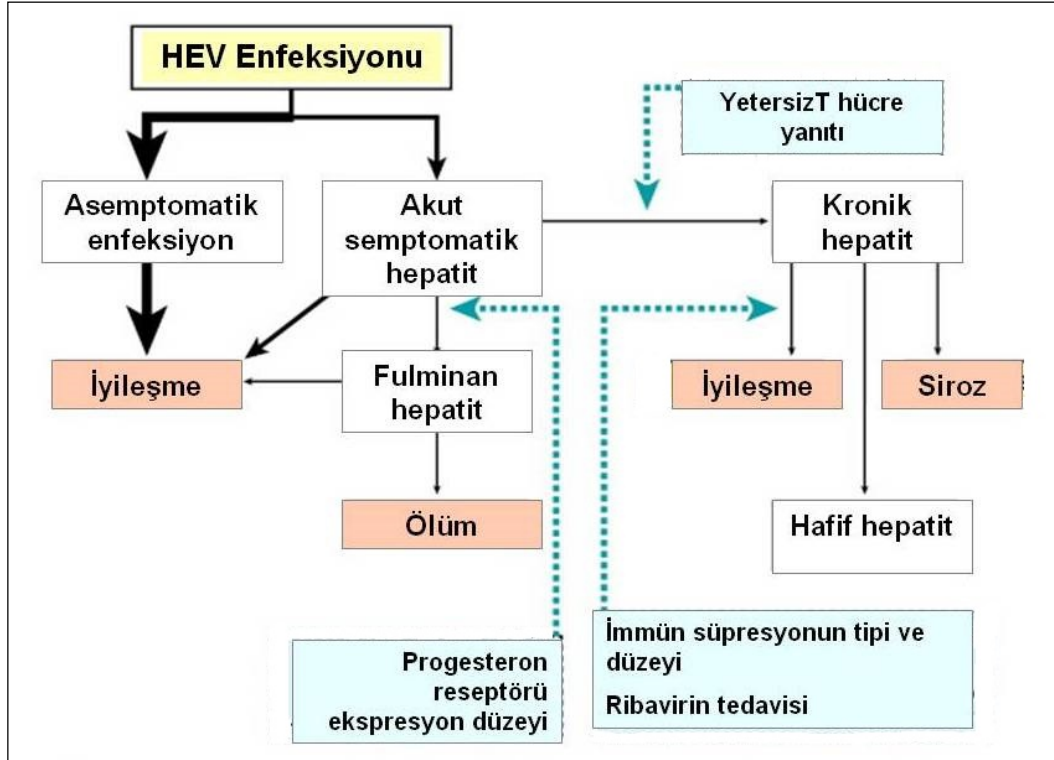 HEV Enfeksiyonu
YetersizT hücre
yanıtı
Asemptomatik
enfeksiyon
Akut
semptomatik
hepatit
Kronik
hepatit
İyileşme
Fulminan
hepatit
İyileşme
Siroz
Ölüm
Hafif hepatit
Progesteron
reseptörü
ekspresyon düzeyi
İmmün süpresyonun tipi ve
düzeyi
Ribavirin tedavisi